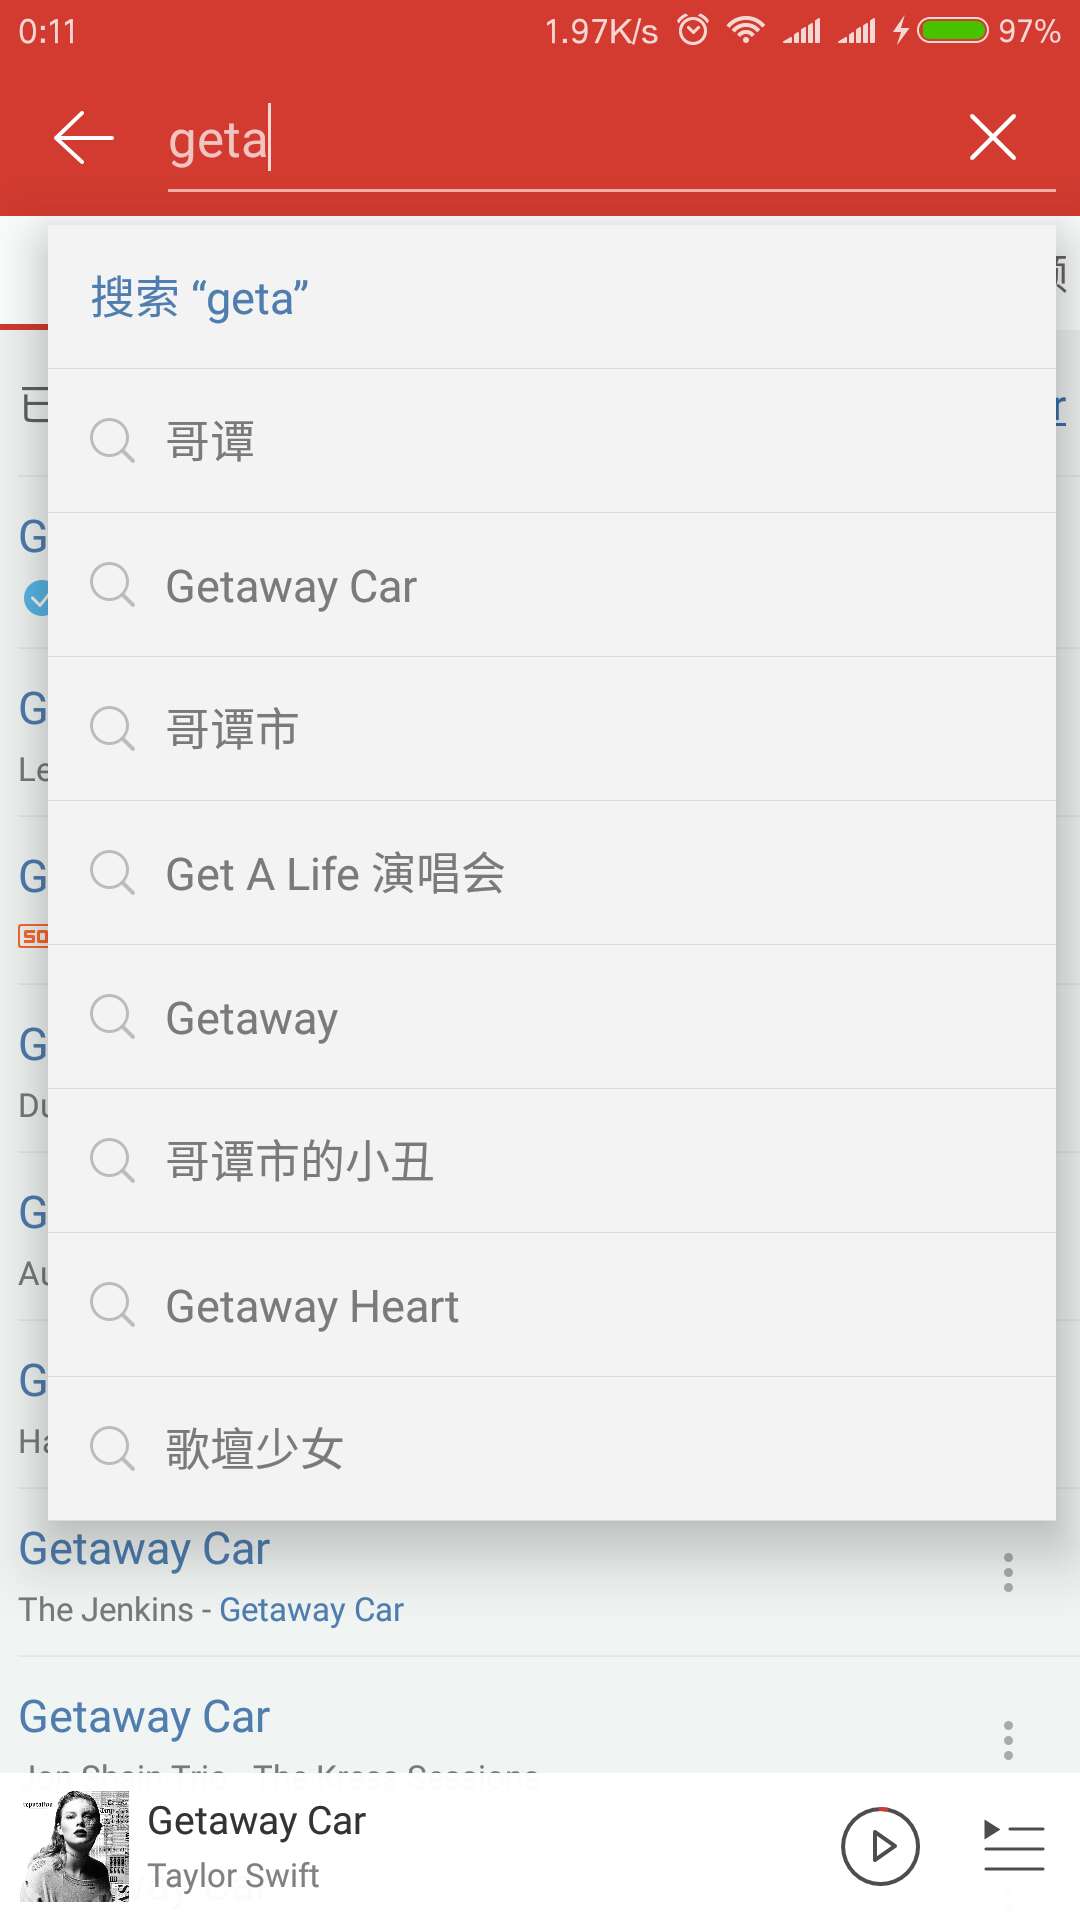 0:11 1.97K/s 97%
geta
搜索 “geta”
哥谭
Getaway Car
哥谭市
Get A Life 演唱会
Getaway
哥谭市的小丑
Getaway Heart
歌壇少女
Getaway Car
The Jenkins - Getaway Car
Getaway Car
Getaway Car
Taylor Swift